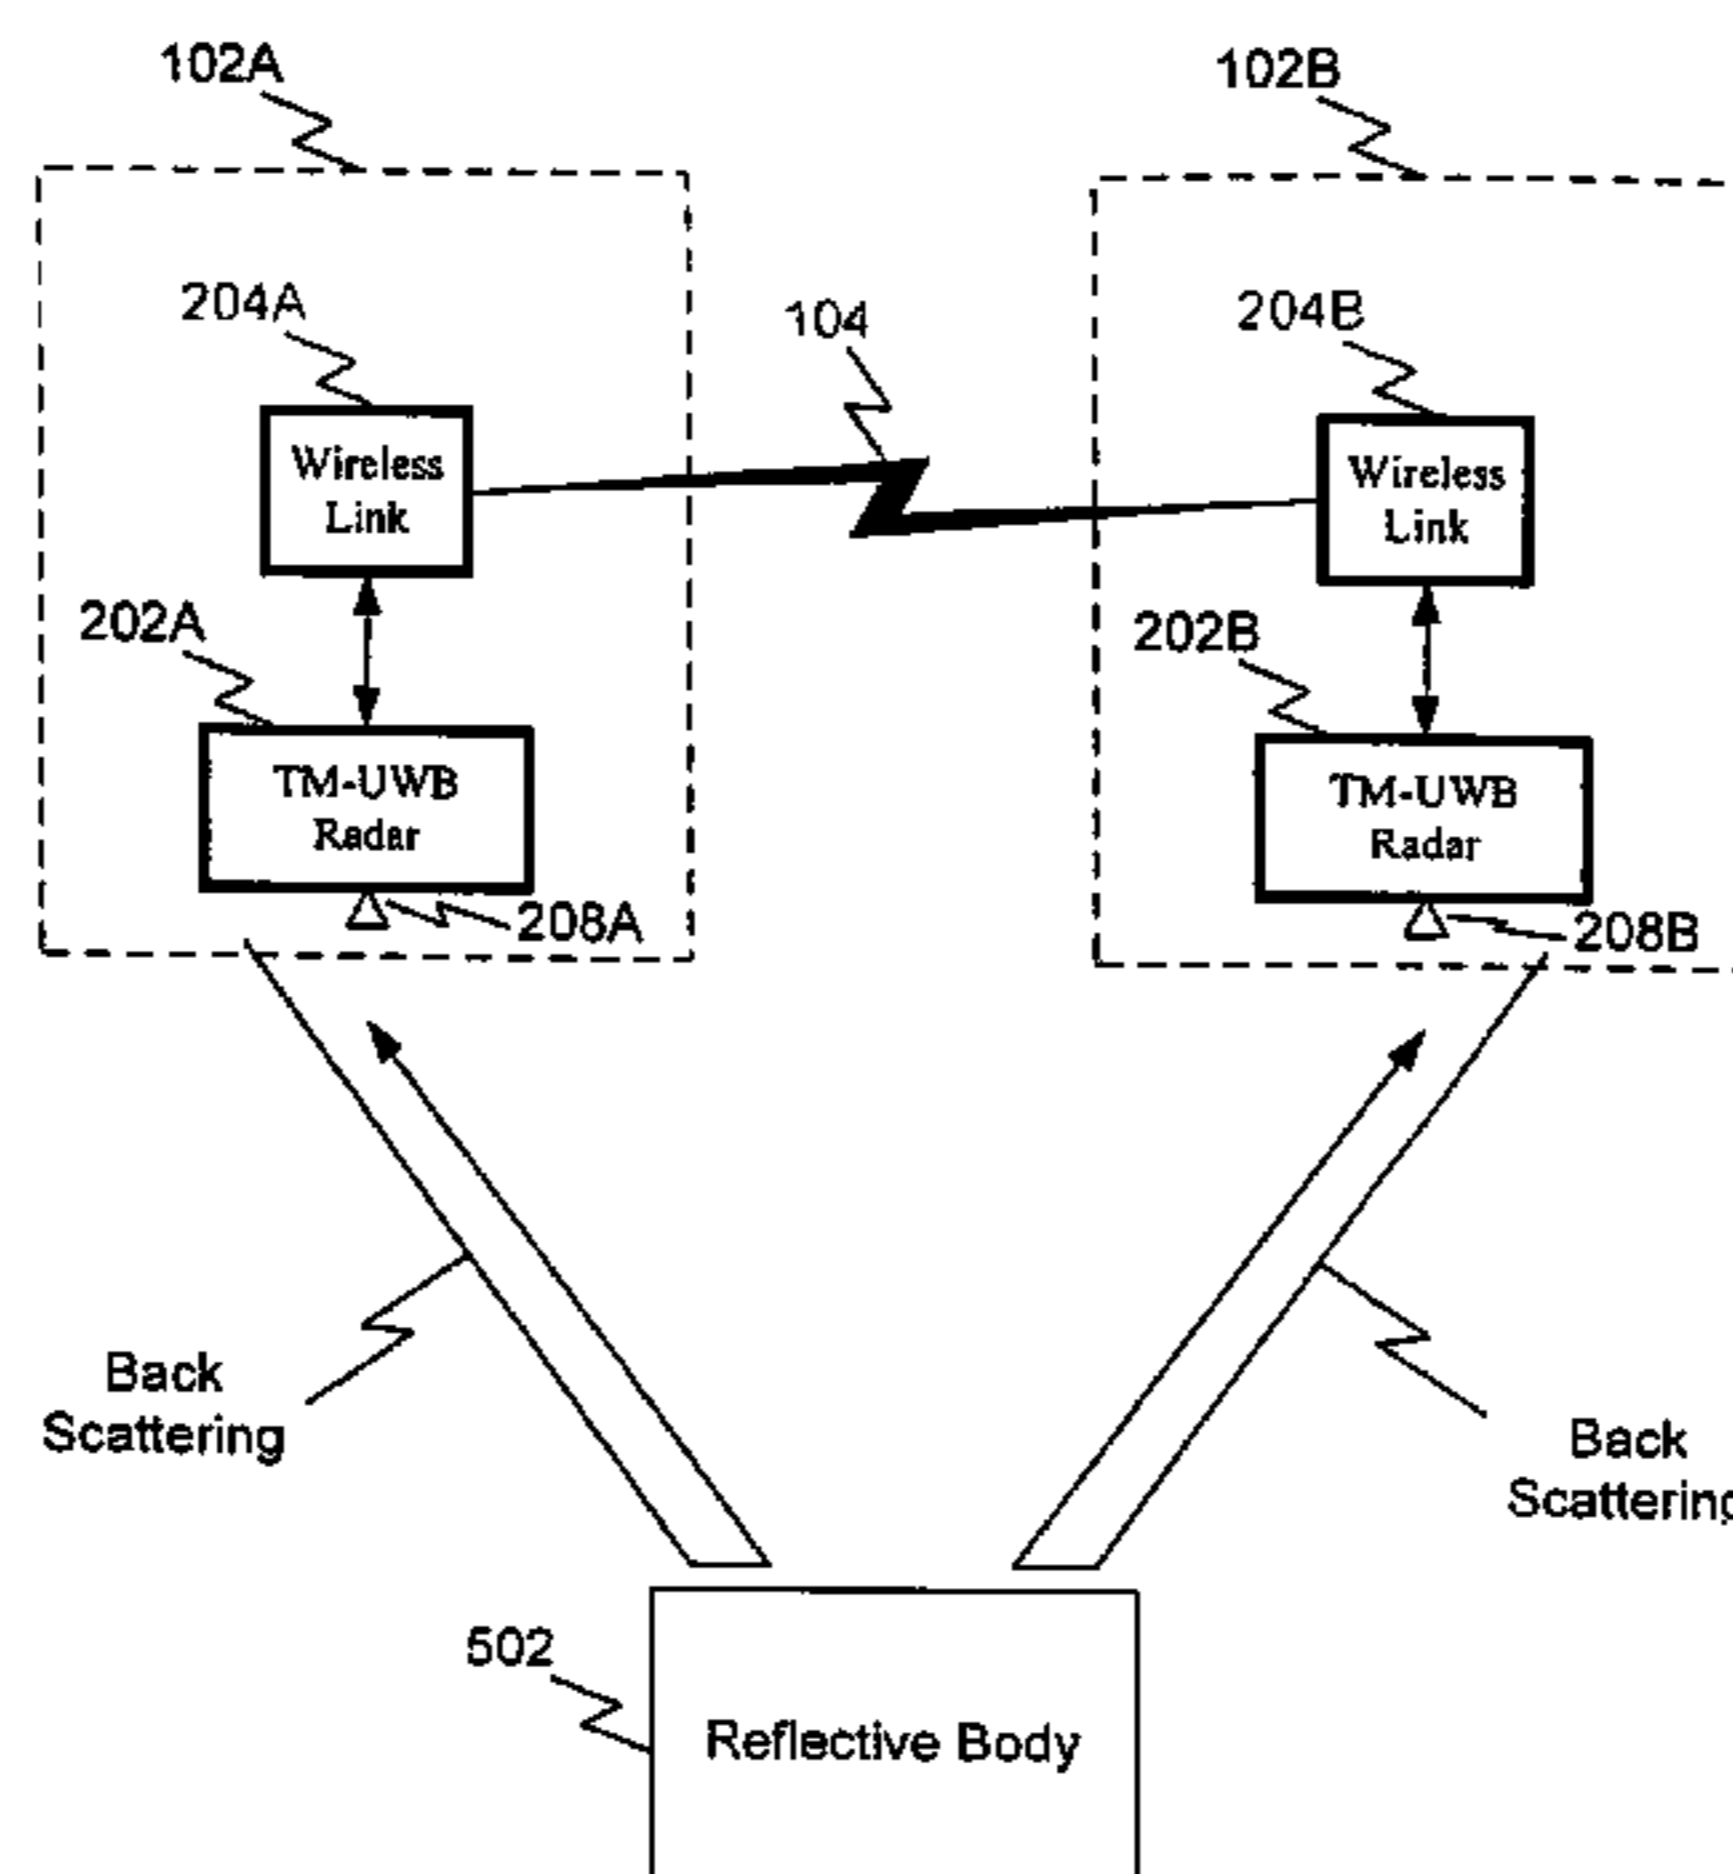 102A
102B
204A
104
204B
Wireless
Link
Wireless
Link
202A
202B
TM-UWB
Radar
TM-UWB
Radar
208A
208B
Back
Scattering
Back
Scattering
502
Reflective Body